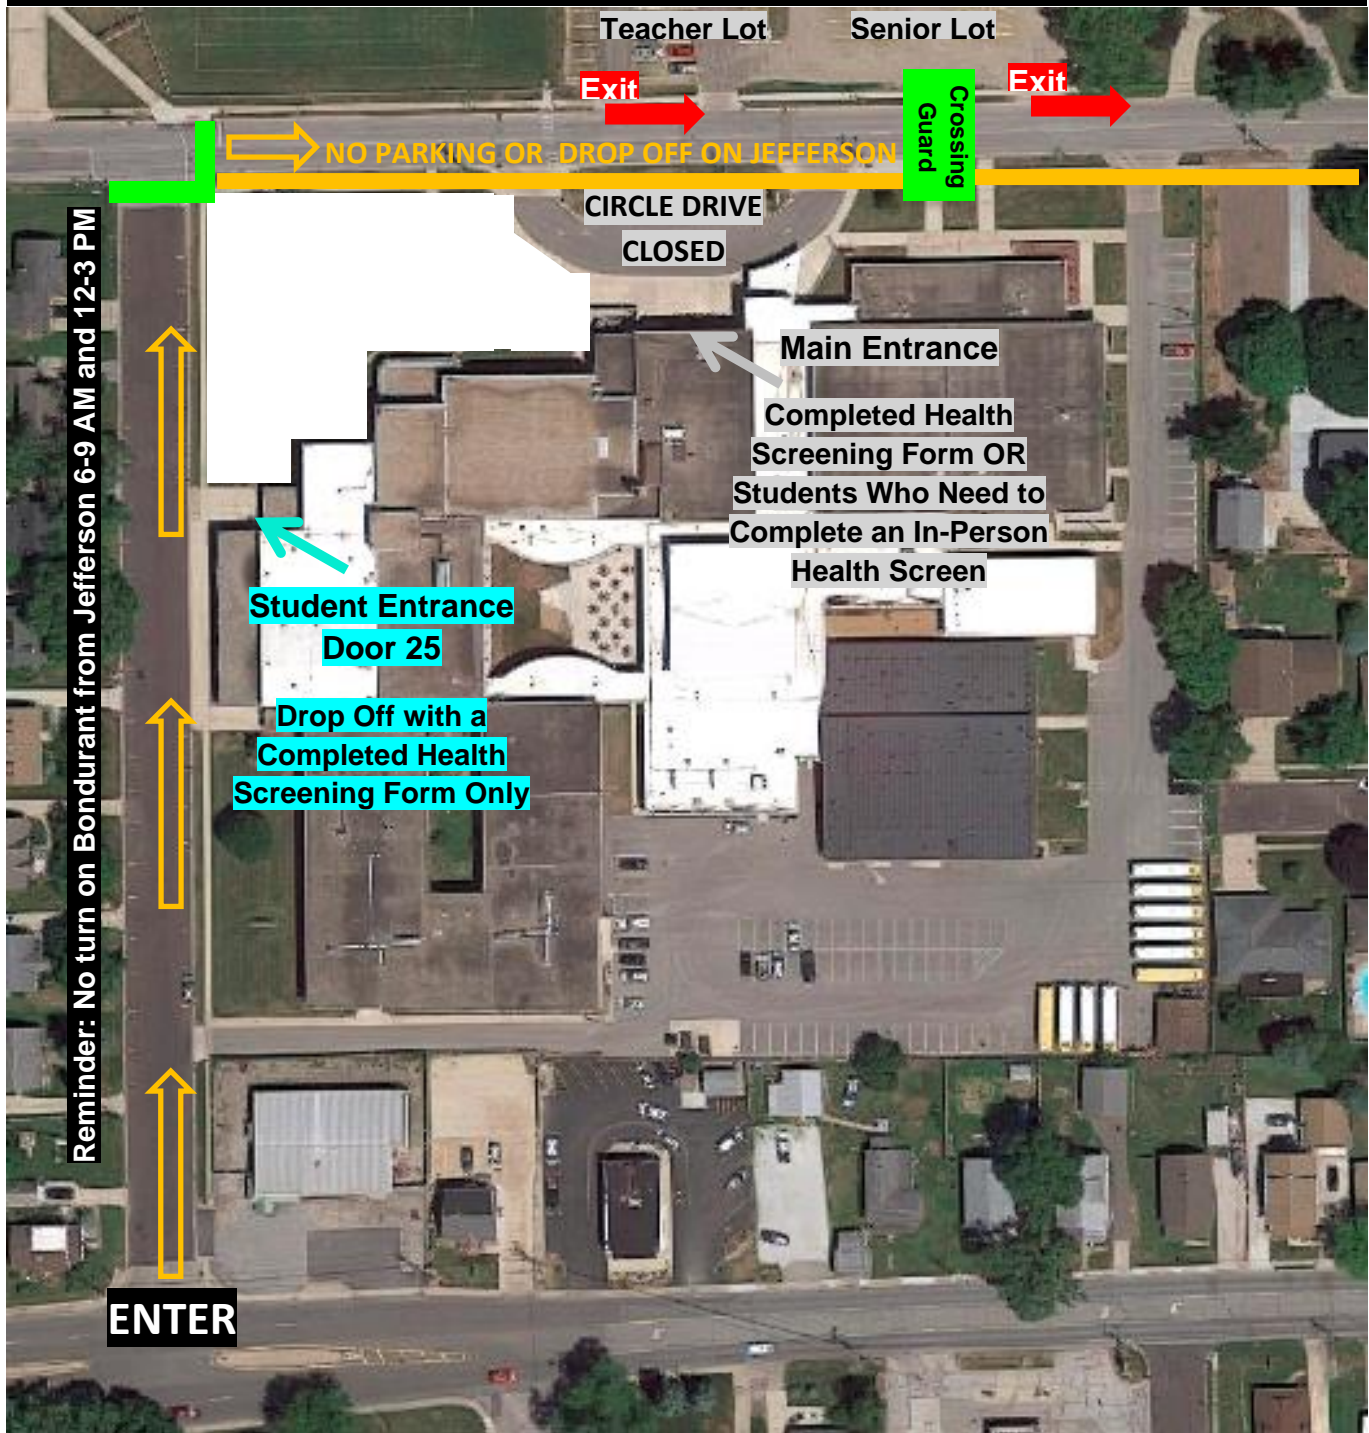 Teacher Lot
Senior Lot
Exit
Exit
Crossing
Guard
NO PARKING OR DROP OFF ON JEFFERSON
CIRCLE DRIVE
CLOSED
Reminder: No turn on Bondurant from Jefferson 6-9 AM and 12-3 PM
Main Entrance
Completed Health
Screening Form OR
Students Who Need to
Complete an In-Person
Health Screen
Student Entrance
Door 25
Drop Off with a
Completed Health
Screening Form Only
ENTER